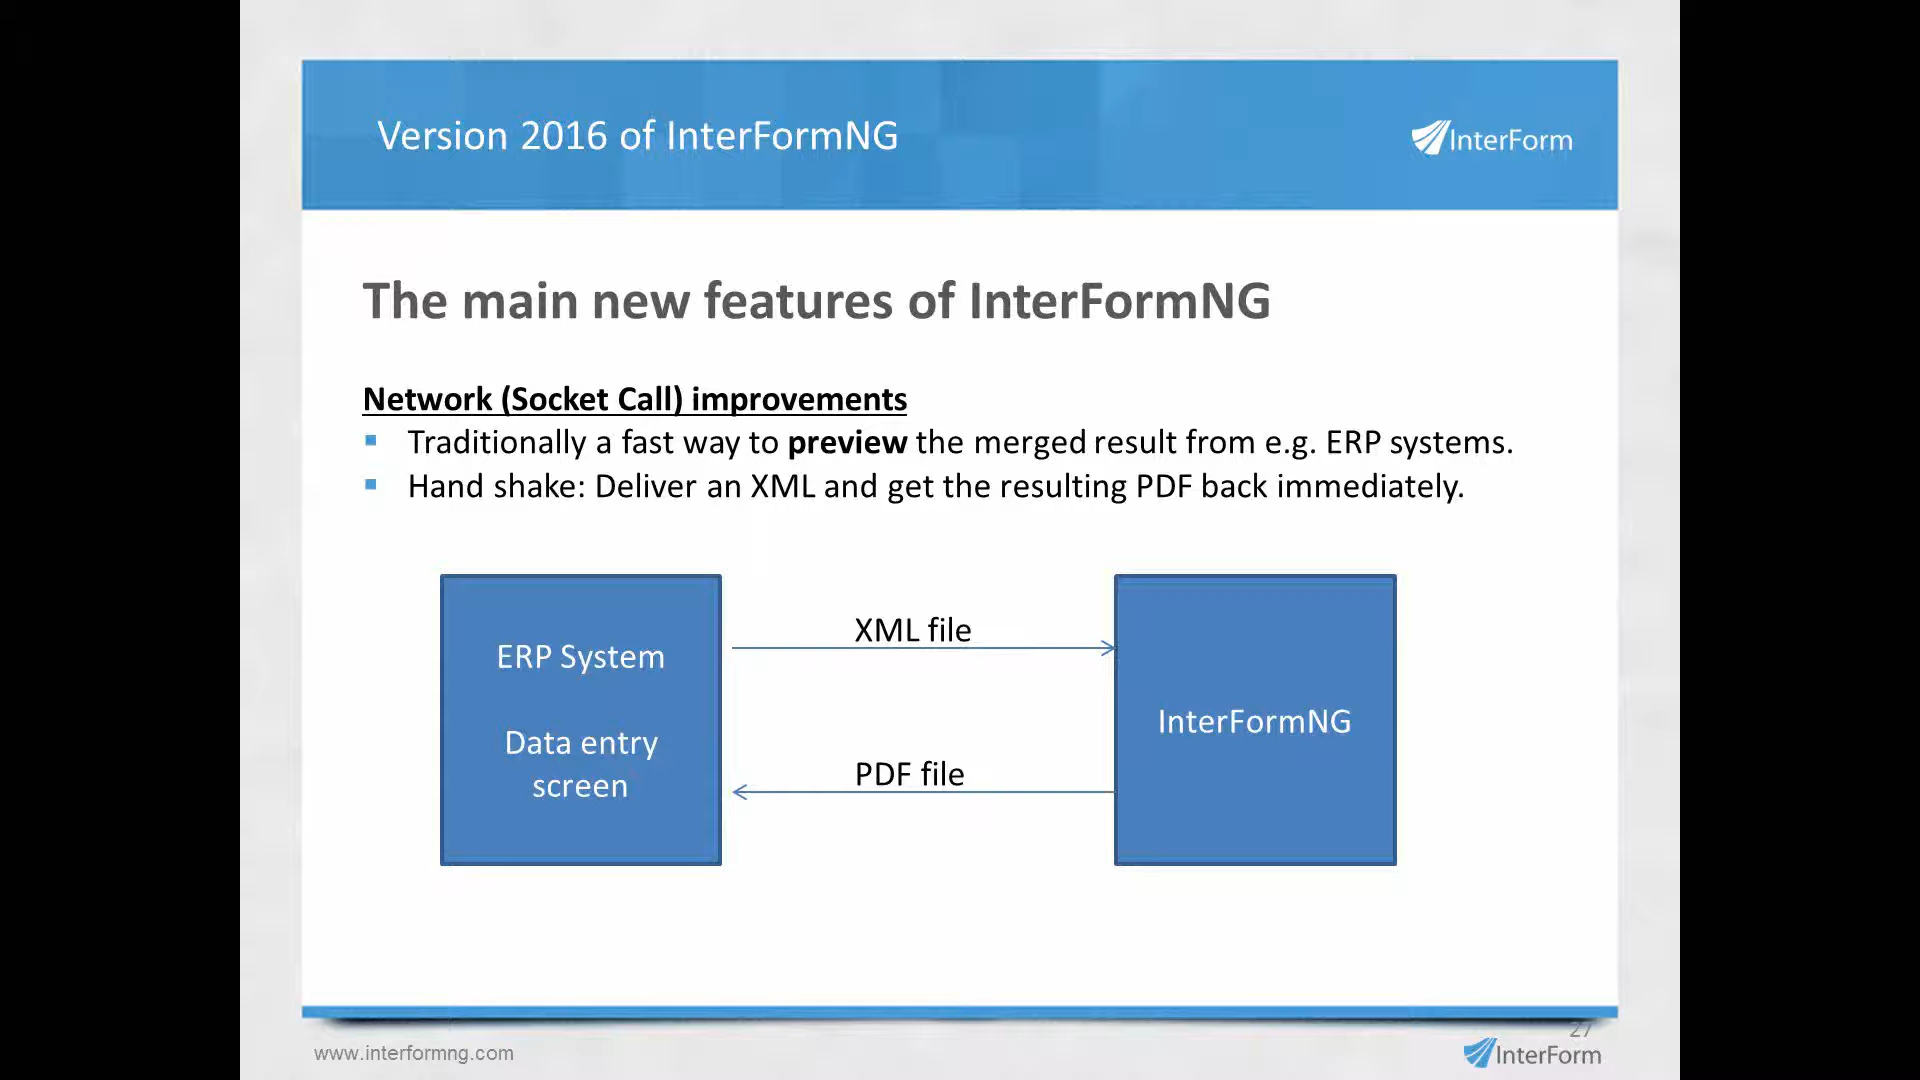 Version 2016 of InterFormNG
InterForm
The main new features of InterFormNG
Network (Socket Call) improvements
Traditionally a fast way to preview the merged result from e.g. ERP systems.
Hand shake: Deliver an XML and get the resulting PDF back immediately.
XML file
ERP System
InterFormNG
Data entry
screen
PDF file
27
www.interformng.com
InterForm